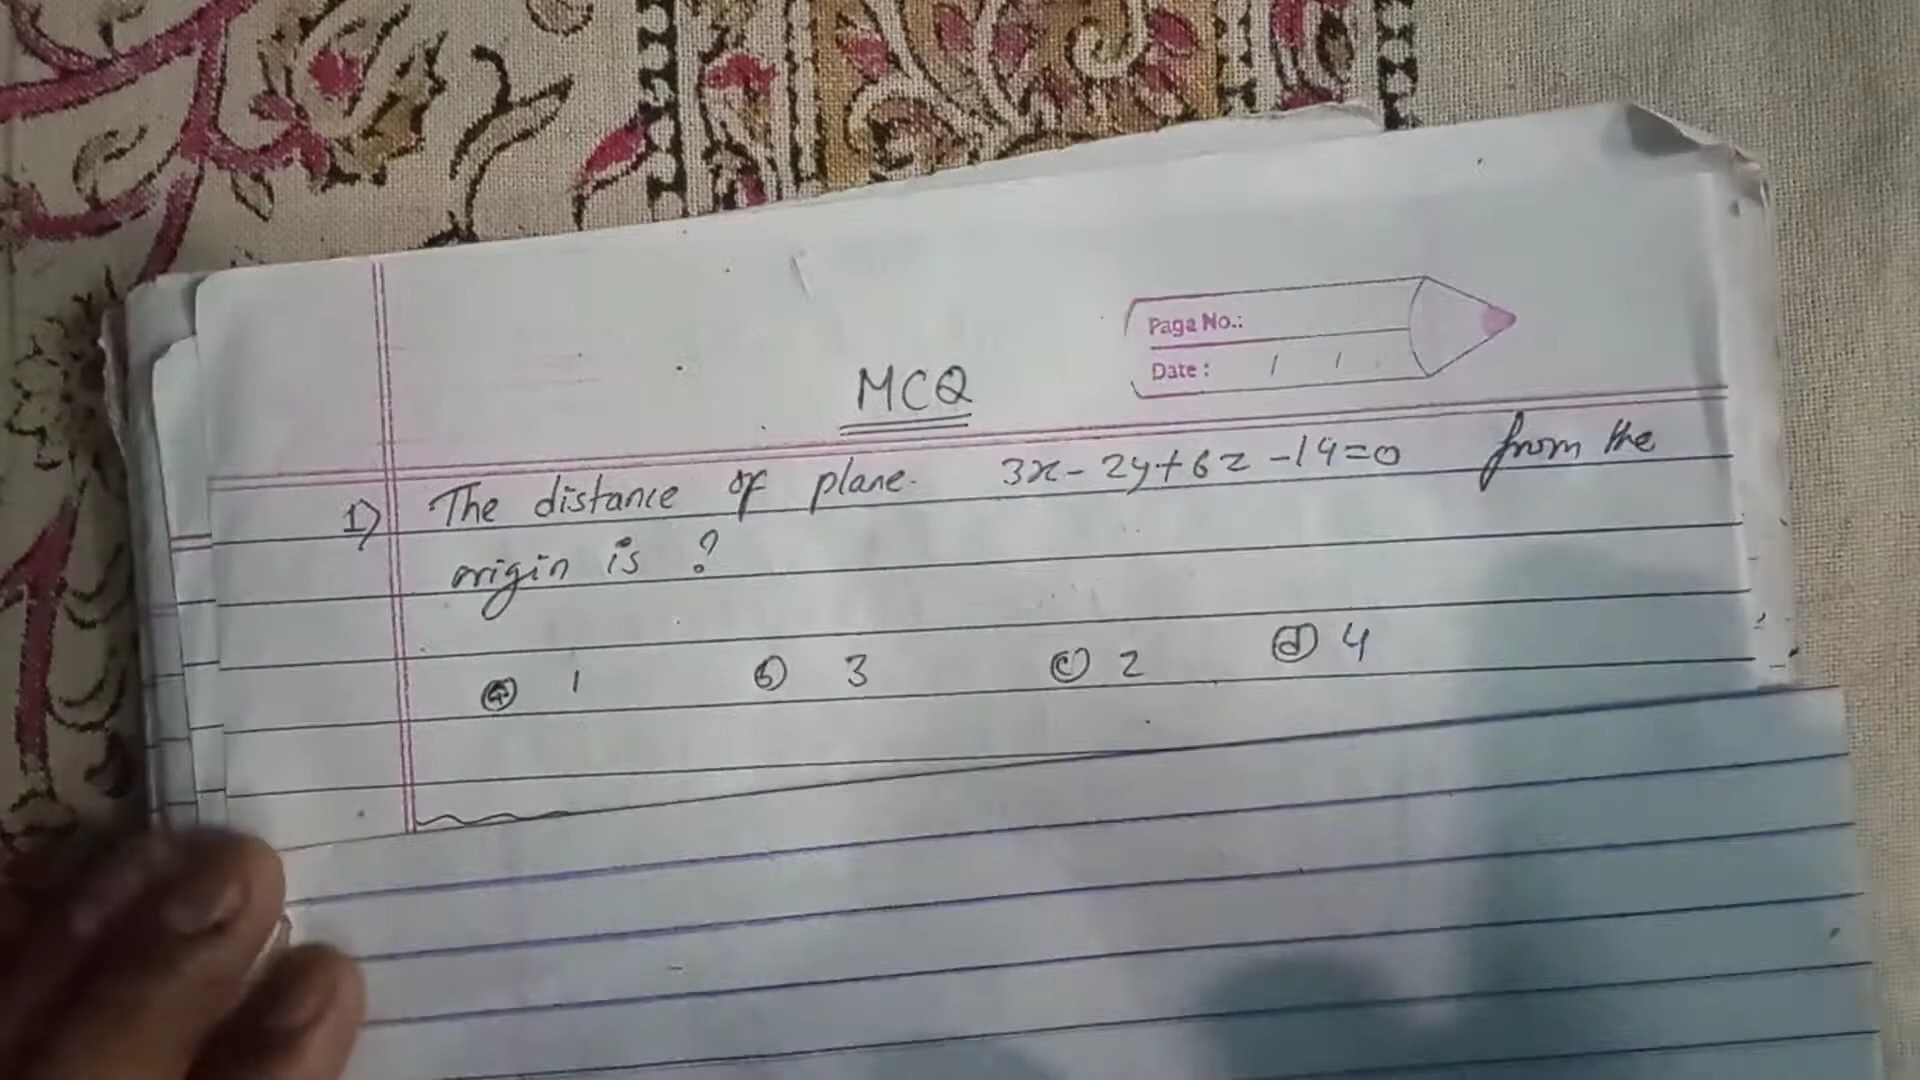 Page No.:
Date: / /
MCQ
1) The distance of plane. 3x-2y+6z-14=0 from the
origin is ?
(a) 1 (b) 3 (c) 2 (d) 4